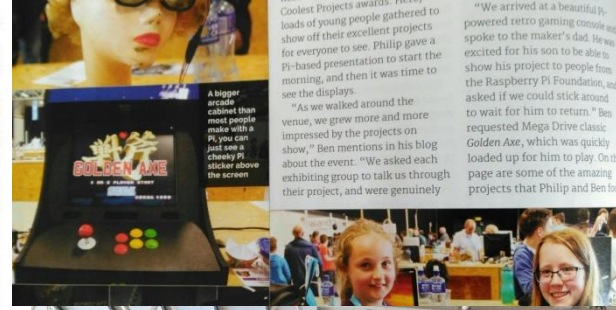 A bigger
arcade
cabinet than
most people
make with a
Pi, you can
just see a
cheeky Pi
sticker above
the screen
戦斧
GOLDEN AXE
1 OR 2 PLAYER START
SEGA
Coolest Projects awards.
loads of young people gathered to
show off their excellent projects
for everyone to see. Philip gave a
Pi-based presentation to start the
morning, and then it was time to
see the displays.
"As we walked around the
venue, we grew more and more
impressed by the projects on
show," Ben mentions in his blog
about the event. "We asked each
exhibiting group to talk us through
their project, and were genuinely
"We arrived at a beautiful Pi-
powered retro gaming console and
spoke to the maker's dad. He was
excited for his son to be able to
show his project to people from
the Raspberry Pi Foundation, and
asked if we could stick around
to wait for him to return." Ben
requested Mega Drive classic
Golden Axe, which was quickly
loaded up for him to play. On th
page are some of the amazing
projects that Philip and Ben fo